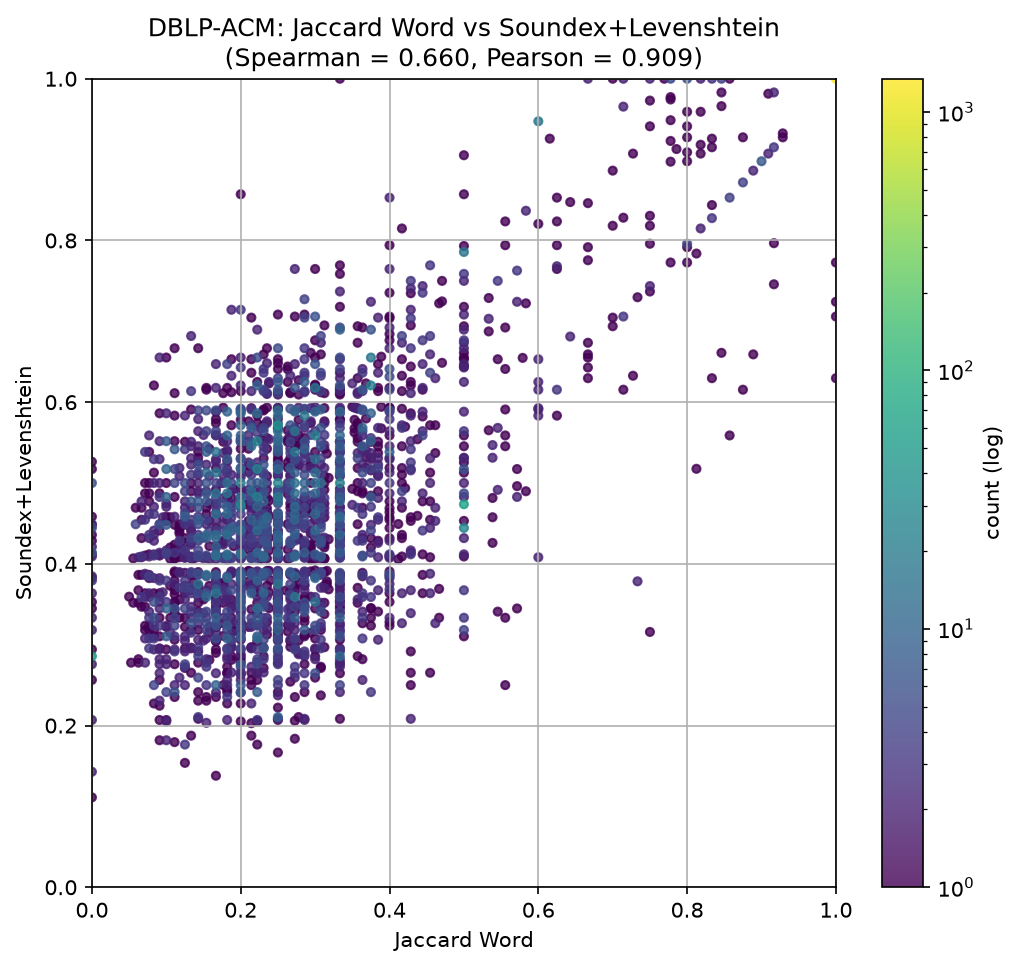 DBLP-ACM: Jaccard Word vs Soundex+Levenshtein
(Spearman = 0.660, Pearson = 0.909)
1.0
0.8
0.6
0.4
0.2
0.0
Soundex+Levenshtein
0.0 0.2 0.4 0.6 0.8 1.0
Jaccard Word
10³
10²
10¹
10⁰
count (log)